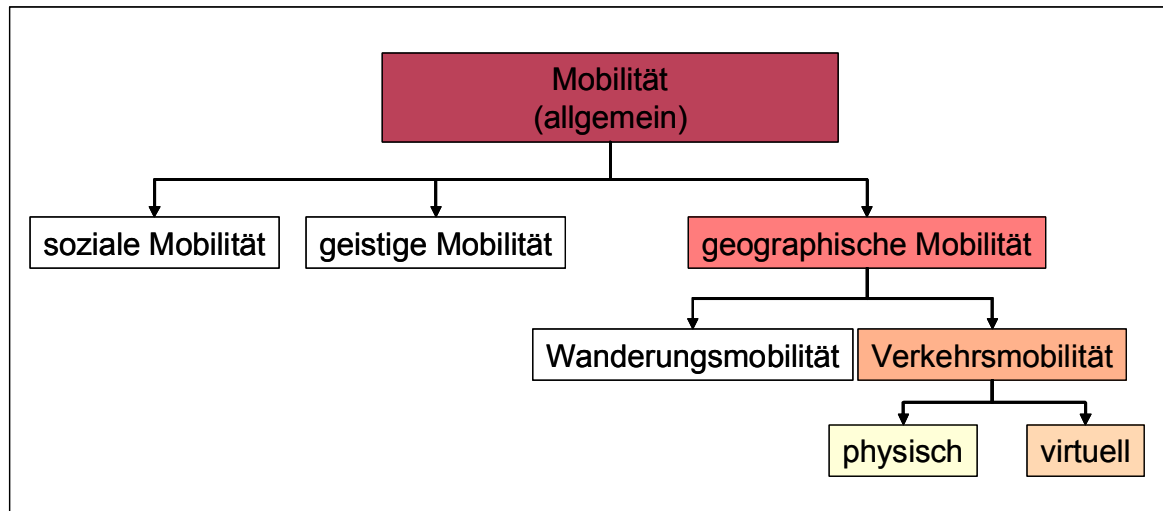 Mobilität
(allgemein)
soziale Mobilität
geistige Mobilität
geographische Mobilität
Wanderungsmobilität
Verkehrsmobilität
physisch
virtuell